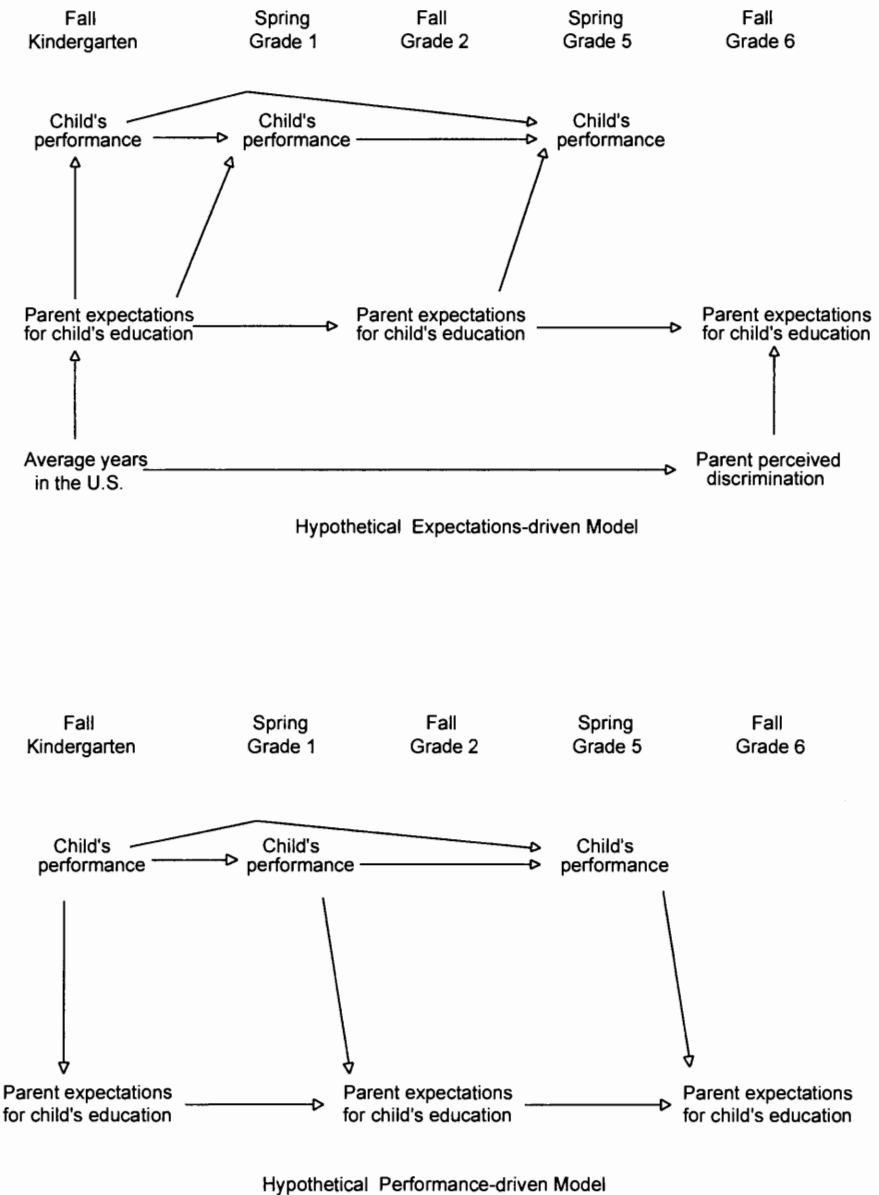 Fall Spring Fall Spring Fall
Kindergarten Grade 1 Grade 2 Grade 5 Grade 6
Child's Child's Child's
performance performance performance
Parent expectations Parent expectations Parent expectations
for child's education for child's education for child's education
Average years Parent perceived
in the U.S. discrimination
Hypothetical Expectations-driven Model
Fall Spring Fall Spring Fall
Kindergarten Grade 1 Grade 2 Grade 5 Grade 6
Child's Child's Child's
performance performance performance
Parent expectations Parent expectations Parent expectations
for child's education for child's education for child's education
Hypothetical Performance-driven Model